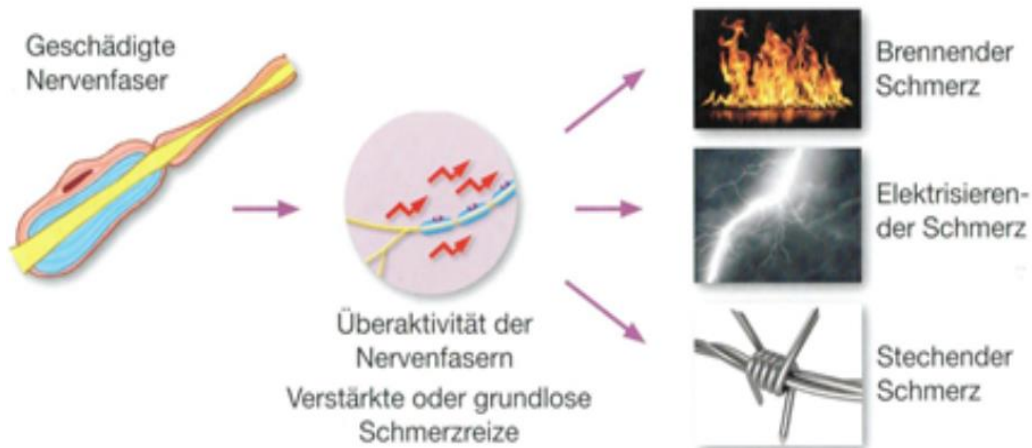 Geschädigte
Nervenfaser
Überaktivität der
Nervenfasern
Verstärkte oder grundlose
Schmerzreize
Brennender
Schmerz
Elektrisieren-
der Schmerz
Stechender
Schmerz